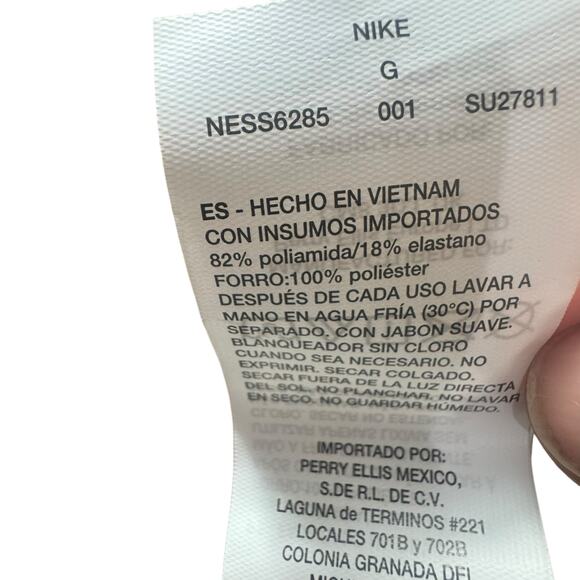 NIKE
G
NESS6285 001 SU27811
ES - HECHO EN VIETNAM
CON INSUMOS IMPORTADOS
82% poliamida/18% elastano
FORRO:100% poliéster
DESPUÉS DE CADA USO LAVAR A
MANO EN AGUA FRÍA (30°C) POR
SEPARADO. CON JABON SUAVE.
BLANQUEADOR SIN CLORO
CUANDO SEA NECESARIO. NO
EXPRIMIR. SECAR COLGADO.
SECAR FUERA DE LA LUZ DIRECTA
DEL SOL. NO PLANCHAR. NO LAVAR
EN SECO. NO GUARDAR HÚMEDO.
IMPORTADO POR:
PERRY ELLIS MEXICO,
S.DE R.L. DE C.V.
LAGUNA de TERMINOS #221
LOCALES 701B y 702B
COLONIA GRANADA DEL